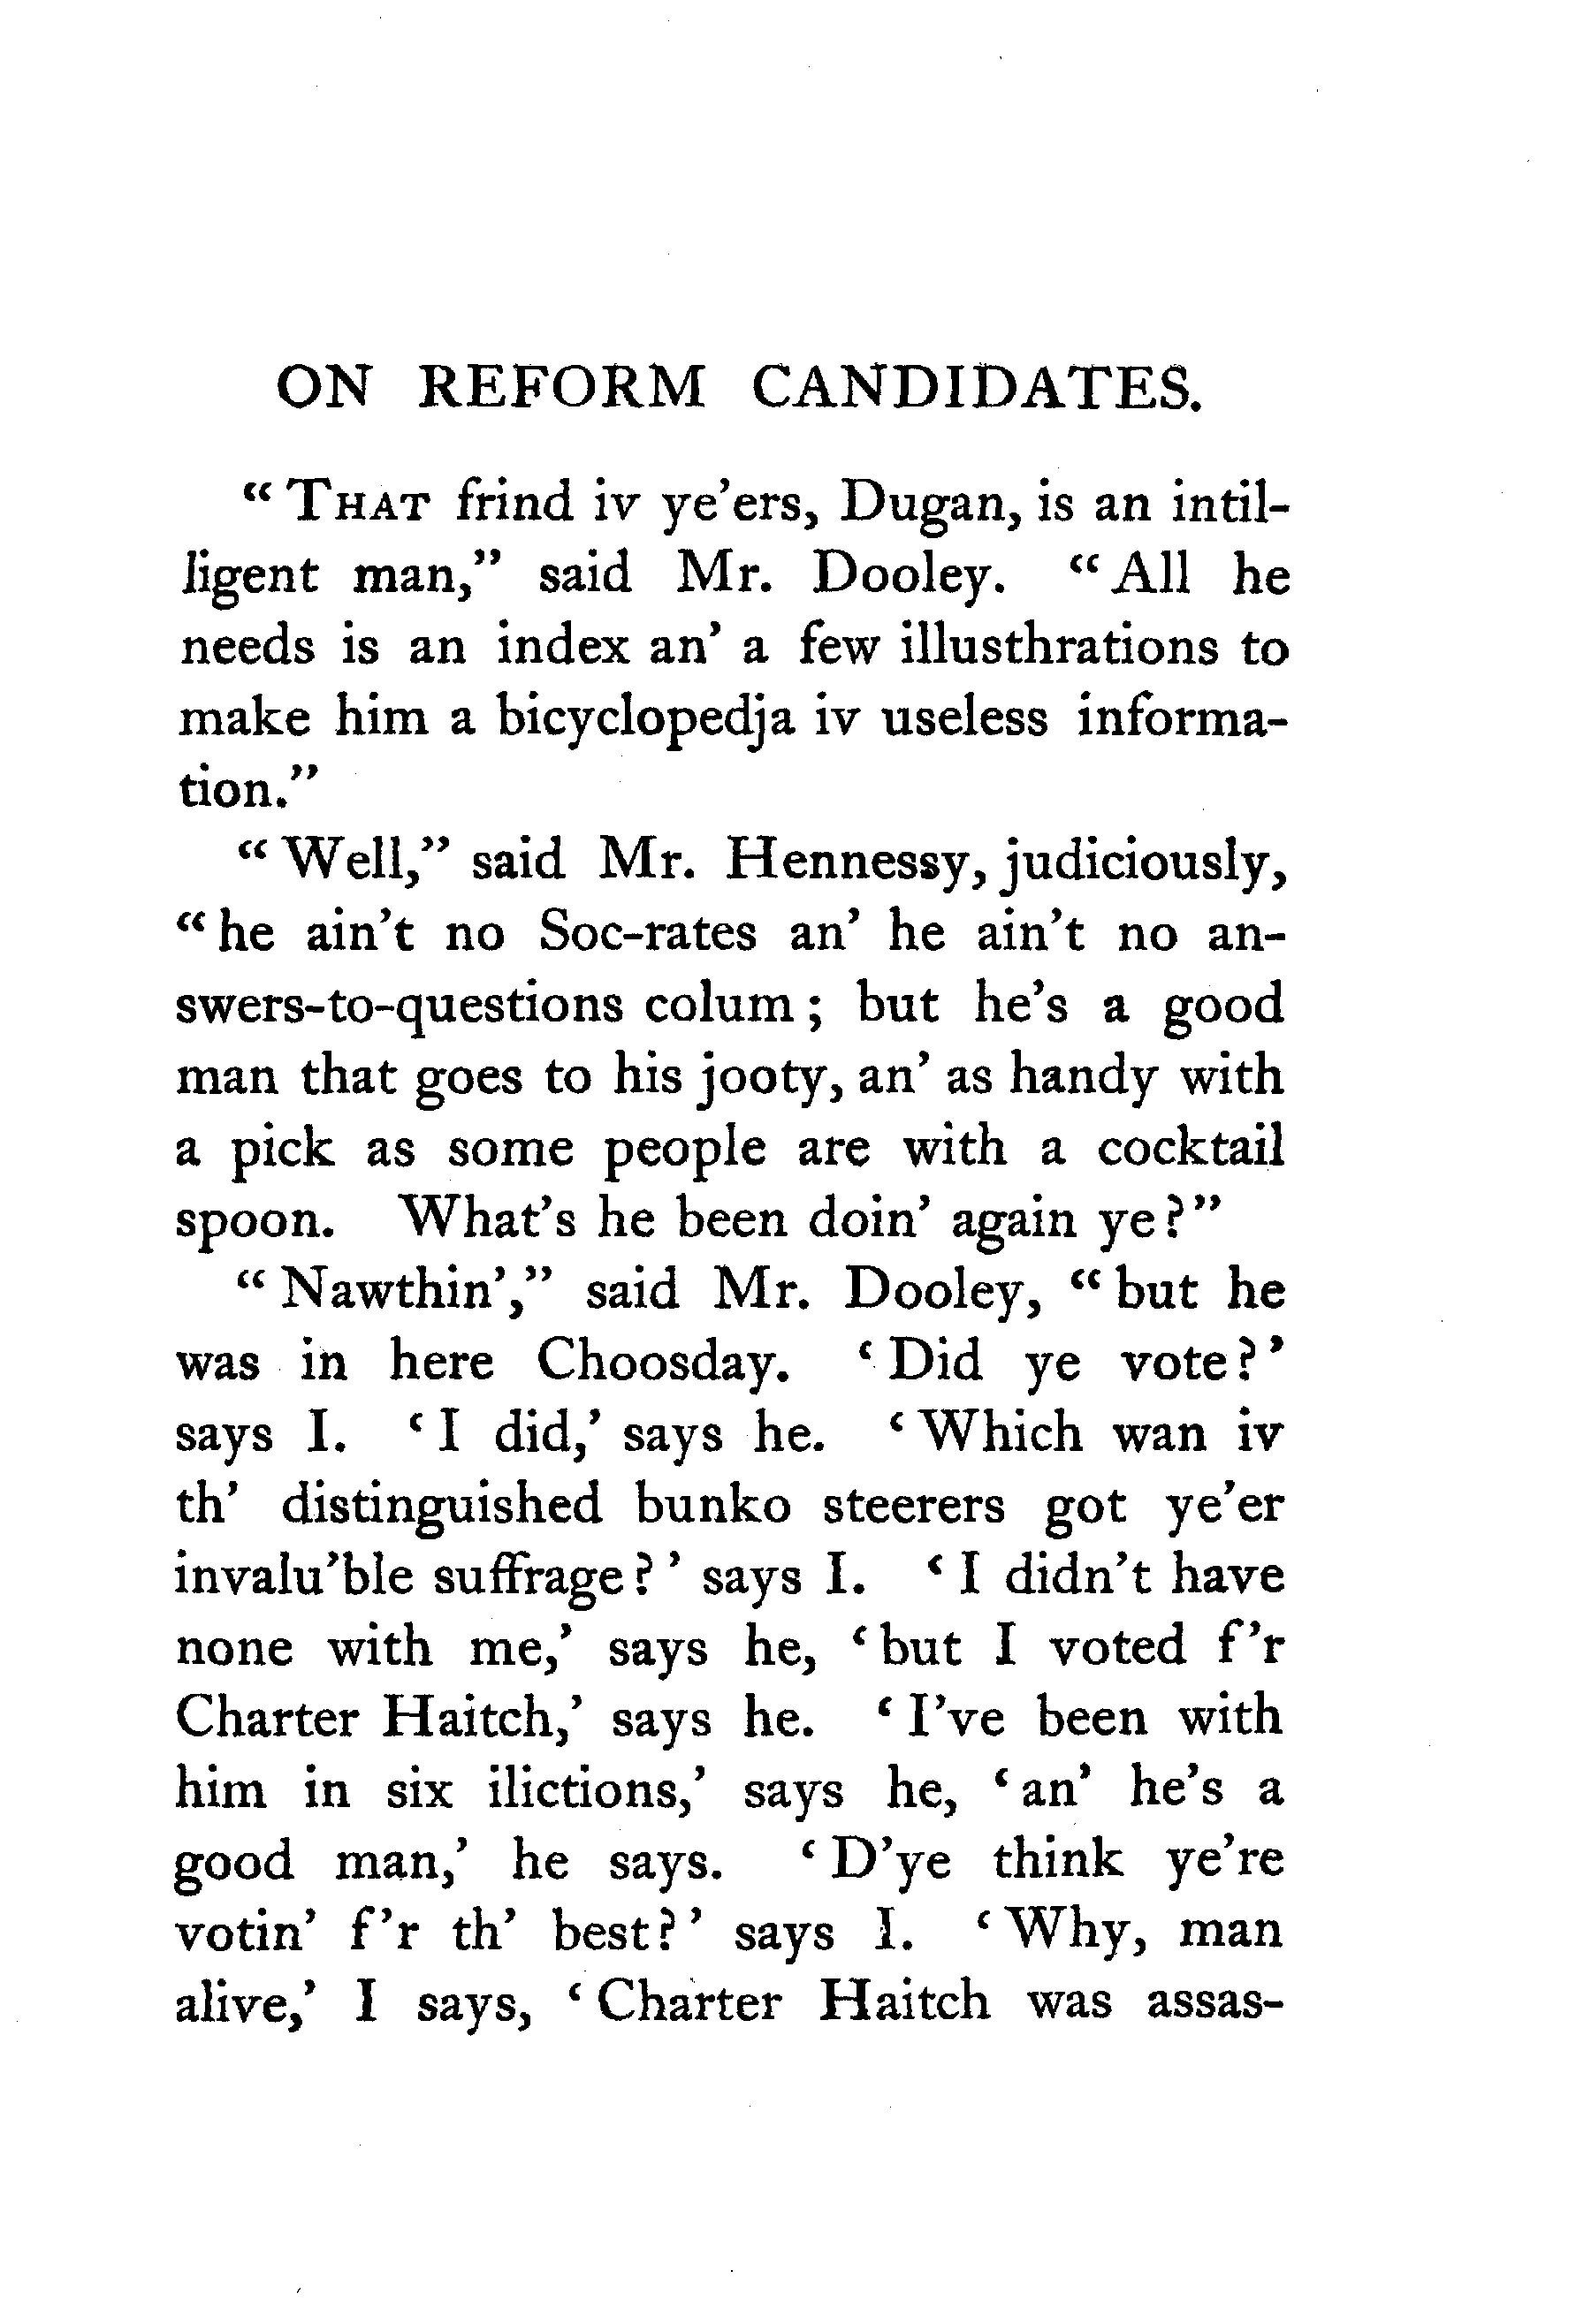 ON REFORM CANDIDATES.
“ THAT frind iv ye’ers, Dugan, is an intil-
ligent man,” said Mr. Dooley. “ All he
needs is an index an’ a few illusthrations to
make him a bicyclopedja iv useless informa-
tion.”
“ Well,” said Mr. Hennessy, judiciously,
“ he ain’t no Soc-rates an’ he ain’t no an-
swers-to-questions colum ; but he’s a good
man that goes to his jooty, an’ as handy with
a pick as some people are with a cocktail
spoon. What’s he been doin’ again ye ?”
“ Nawthin’,” said Mr. Dooley, “ but he
was in here Choosday. ‘ Did ye vote ?’
says I. ‘ I did,’ says he. ‘ Which wan iv
th’ distinguished bunko steerers got ye’er
invalu’ble suffrage ? ’ says I. ‘ I didn’t have
none with me,’ says he, ‘ but I voted f’r
Charter Haitch,’ says he. ‘ I’ve been with
him in six ilictions,’ says he, ‘ an’ he’s a
good man,’ he says. ‘ D’ye think ye’re
votin’ f’r th’ best ? ’ says I. ‘ Why, man
alive,’ I says, ‘ Charter Haitch was assas-